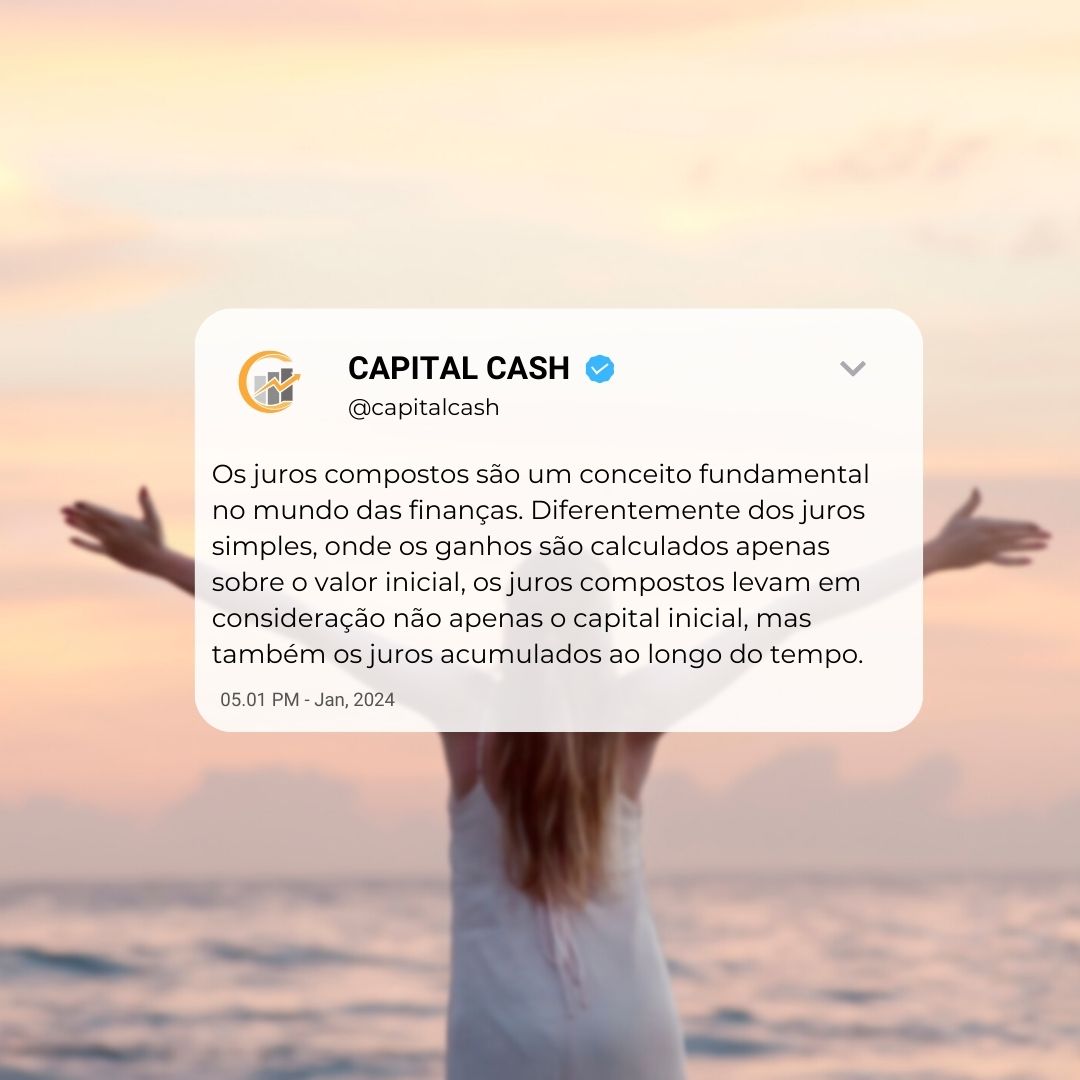 CAPITAL CASH
@capitalcash
Os juros compostos são um conceito fundamental
no mundo das finanças. Diferentemente dos juros
simples, onde os ganhos são calculados apenas
sobre o valor inicial, os juros compostos levam em
consideração não apenas o capital inicial, mas
também os juros acumulados ao longo do tempo.
05.01 PM - Jan, 2024